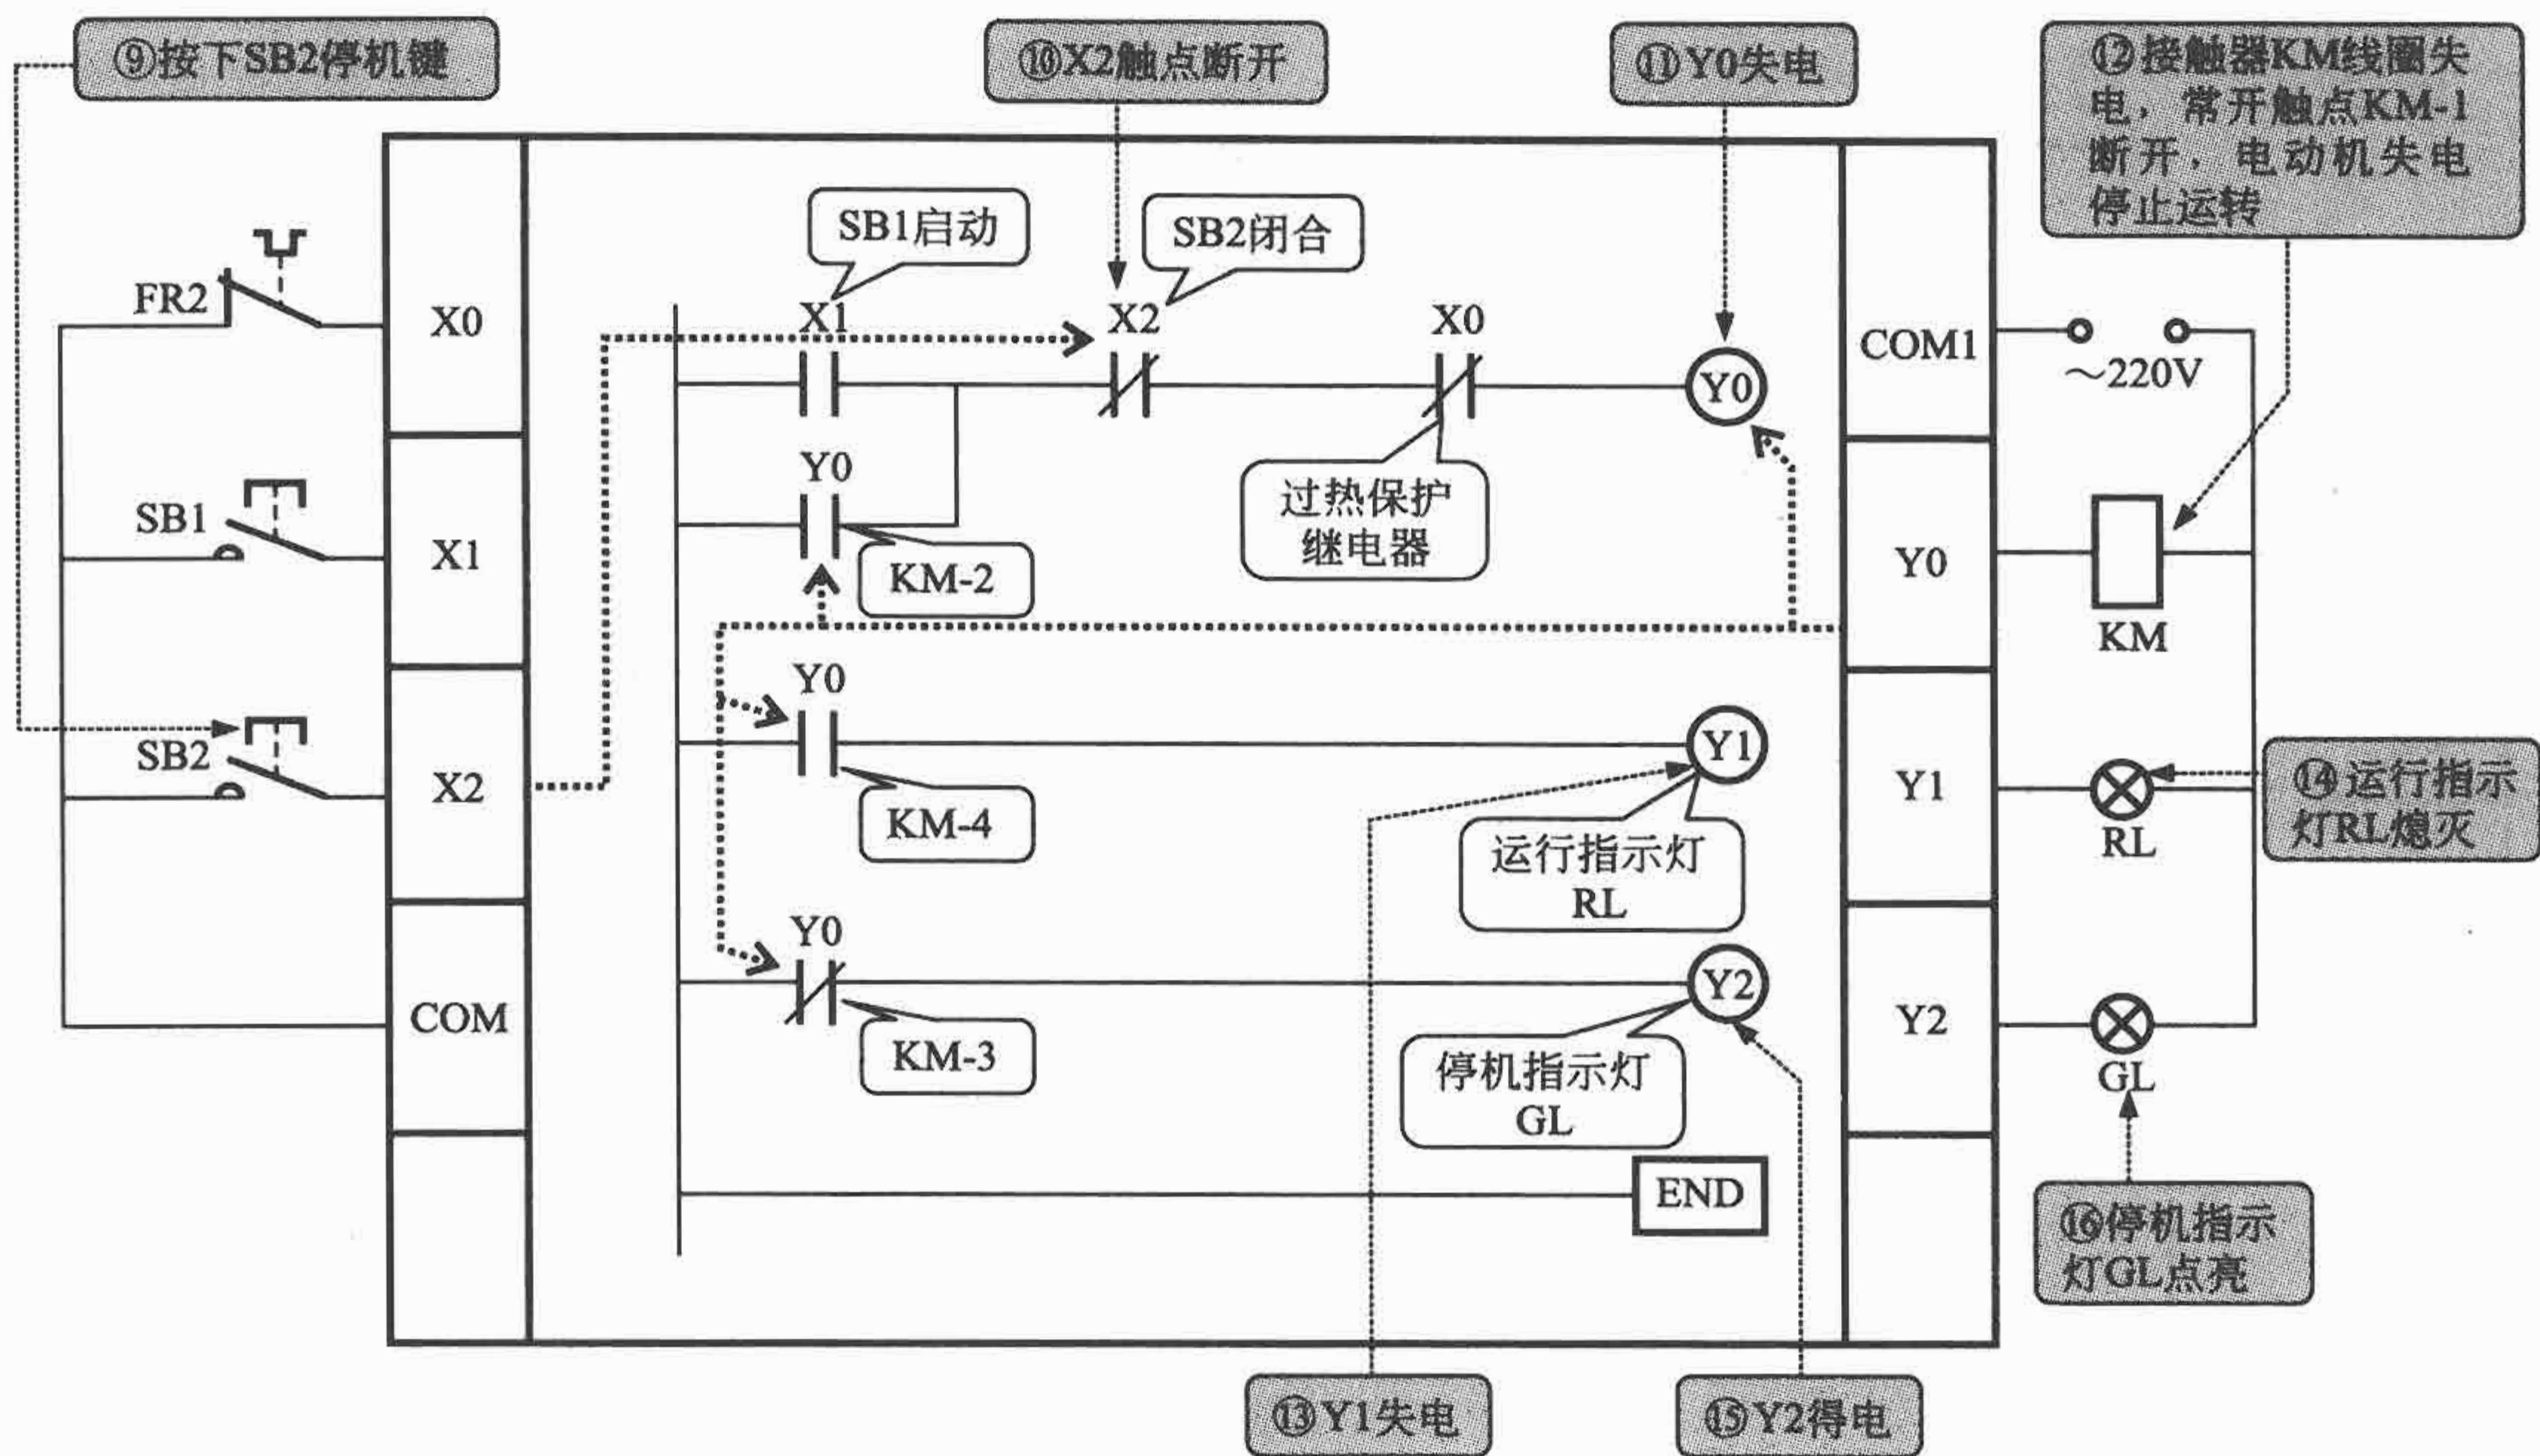 ⑨按下SB2停机键
⑩X2触点断开
⑪Y0失电
⑫接触器KM线圈失
电，常开触点KM-1
断开，电动机失电
停止运转
SB1启动
SB2闭合
FR2
X0
X1
X2
X0
Y0
COM1
～220V
Y0
过热保护
继电器
SB1
X1
KM-2
Y0
KM
Y0
SB2
X2
KM-4
Y1
运行指示灯
RL
Y1
RL
⑭运行指示
灯RL熄灭
Y0
COM
KM-3
Y2
停机指示灯
GL
Y2
GL
END
⑯停机指示
灯GL点亮
⑬Y1失电
⑮Y2得电